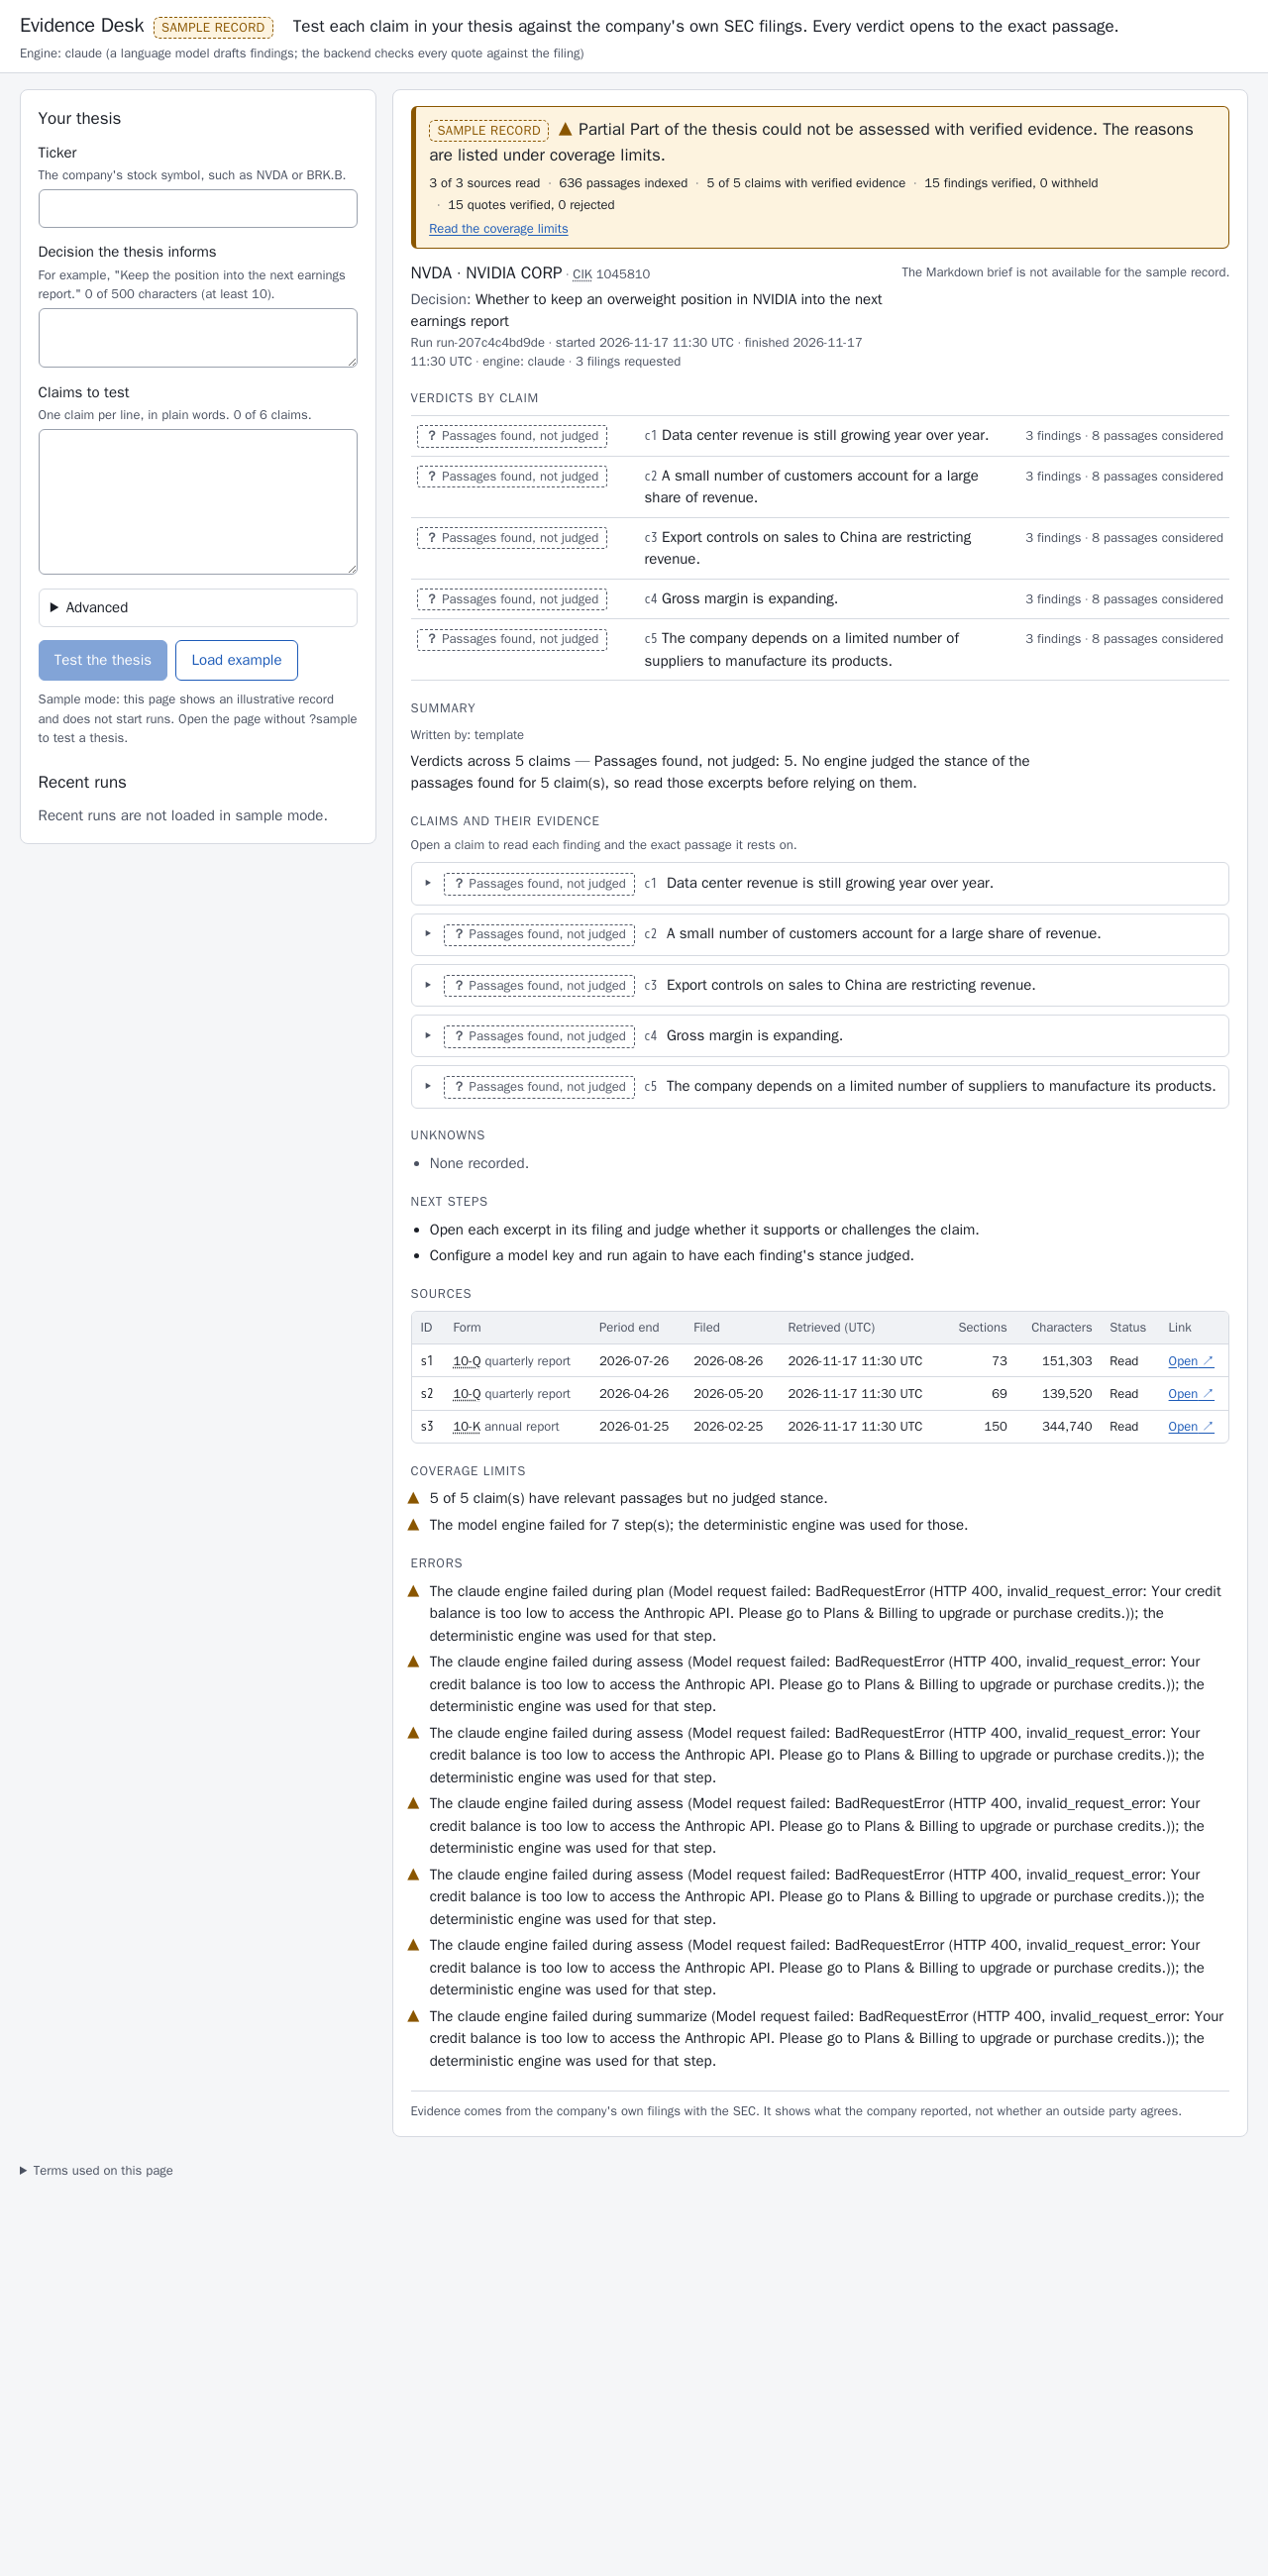 Evidence Desk SAMPLE RECORD Test each claim in your thesis against the company's own SEC filings. Every verdict opens to the exact passage.
Engine: claude (a language model drafts findings; the backend checks every quote against the filing)
Your thesis
Ticker
The company's stock symbol, such as NVDA or BRK.B.
Decision the thesis informs
For example, "Keep the position into the next earnings
report." 0 of 500 characters (at least 10).
Claims to test
One claim per line, in plain words. 0 of 6 claims.
▶ Advanced
Test the thesis Load example
Sample mode: this page shows an illustrative record
and does not start runs. Open the page without ?sample
to test a thesis.
Recent runs
Recent runs are not loaded in sample mode.
SAMPLE RECORD ▲ Partial Part of the thesis could not be assessed with verified evidence. The reasons
are listed under coverage limits.
3 of 3 sources read · 636 passages indexed · 5 of 5 claims with verified evidence · 15 findings verified, 0 withheld
· 15 quotes verified, 0 rejected
Read the coverage limits
NVDA · NVIDIA CORP · CIK 1045810 The Markdown brief is not available for the sample record.
Decision: Whether to keep an overweight position in NVIDIA into the next
earnings report
Run run-207c4c4bd9de · started 2026-11-17 11:30 UTC · finished 2026-11-17
11:30 UTC · engine: claude · 3 filings requested
VERDICTS BY CLAIM
? Passages found, not judged c1 Data center revenue is still growing year over year. 3 findings · 8 passages considered
? Passages found, not judged c2 A small number of customers account for a large 3 findings · 8 passages considered
share of revenue.
? Passages found, not judged c3 Export controls on sales to China are restricting 3 findings · 8 passages considered
revenue.
? Passages found, not judged c4 Gross margin is expanding. 3 findings · 8 passages considered
? Passages found, not judged c5 The company depends on a limited number of 3 findings · 8 passages considered
suppliers to manufacture its products.
SUMMARY
Written by: template
Verdicts across 5 claims — Passages found, not judged: 5. No engine judged the stance of the
passages found for 5 claim(s), so read those excerpts before relying on them.
CLAIMS AND THEIR EVIDENCE
Open a claim to read each finding and the exact passage it rests on.
▸ ? Passages found, not judged c1 Data center revenue is still growing year over year.
▸ ? Passages found, not judged c2 A small number of customers account for a large share of revenue.
▸ ? Passages found, not judged c3 Export controls on sales to China are restricting revenue.
▸ ? Passages found, not judged c4 Gross margin is expanding.
▸ ? Passages found, not judged c5 The company depends on a limited number of suppliers to manufacture its products.
UNKNOWNS
• None recorded.
NEXT STEPS
• Open each excerpt in its filing and judge whether it supports or challenges the claim.
• Configure a model key and run again to have each finding's stance judged.
SOURCES
ID Form Period end Filed Retrieved (UTC) Sections Characters Status Link
s1 10-Q quarterly report 2026-07-26 2026-08-26 2026-11-17 11:30 UTC 73 151,303 Read Open ↗
s2 10-Q quarterly report 2026-04-26 2026-05-20 2026-11-17 11:30 UTC 69 139,520 Read Open ↗
s3 10-K annual report 2026-01-25 2026-02-25 2026-11-17 11:30 UTC 150 344,740 Read Open ↗
COVERAGE LIMITS
▲ 5 of 5 claim(s) have relevant passages but no judged stance.
▲ The model engine failed for 7 step(s); the deterministic engine was used for those.
ERRORS
▲ The claude engine failed during plan (Model request failed: BadRequestError (HTTP 400, invalid_request_error: Your credit
balance is too low to access the Anthropic API. Please go to Plans & Billing to upgrade or purchase credits.)); the
deterministic engine was used for that step.
▲ The claude engine failed during assess (Model request failed: BadRequestError (HTTP 400, invalid_request_error: Your
credit balance is too low to access the Anthropic API. Please go to Plans & Billing to upgrade or purchase credits.)); the
deterministic engine was used for that step.
▲ The claude engine failed during assess (Model request failed: BadRequestError (HTTP 400, invalid_request_error: Your
credit balance is too low to access the Anthropic API. Please go to Plans & Billing to upgrade or purchase credits.)); the
deterministic engine was used for that step.
▲ The claude engine failed during assess (Model request failed: BadRequestError (HTTP 400, invalid_request_error: Your
credit balance is too low to access the Anthropic API. Please go to Plans & Billing to upgrade or purchase credits.)); the
deterministic engine was used for that step.
▲ The claude engine failed during assess (Model request failed: BadRequestError (HTTP 400, invalid_request_error: Your
credit balance is too low to access the Anthropic API. Please go to Plans & Billing to upgrade or purchase credits.)); the
deterministic engine was used for that step.
▲ The claude engine failed during assess (Model request failed: BadRequestError (HTTP 400, invalid_request_error: Your
credit balance is too low to access the Anthropic API. Please go to Plans & Billing to upgrade or purchase credits.)); the
deterministic engine was used for that step.
▲ The claude engine failed during summarize (Model request failed: BadRequestError (HTTP 400, invalid_request_error: Your
credit balance is too low to access the Anthropic API. Please go to Plans & Billing to upgrade or purchase credits.)); the
deterministic engine was used for that step.
Evidence comes from the company's own filings with the SEC. It shows what the company reported, not whether an outside party agrees.
▶ Terms used on this page